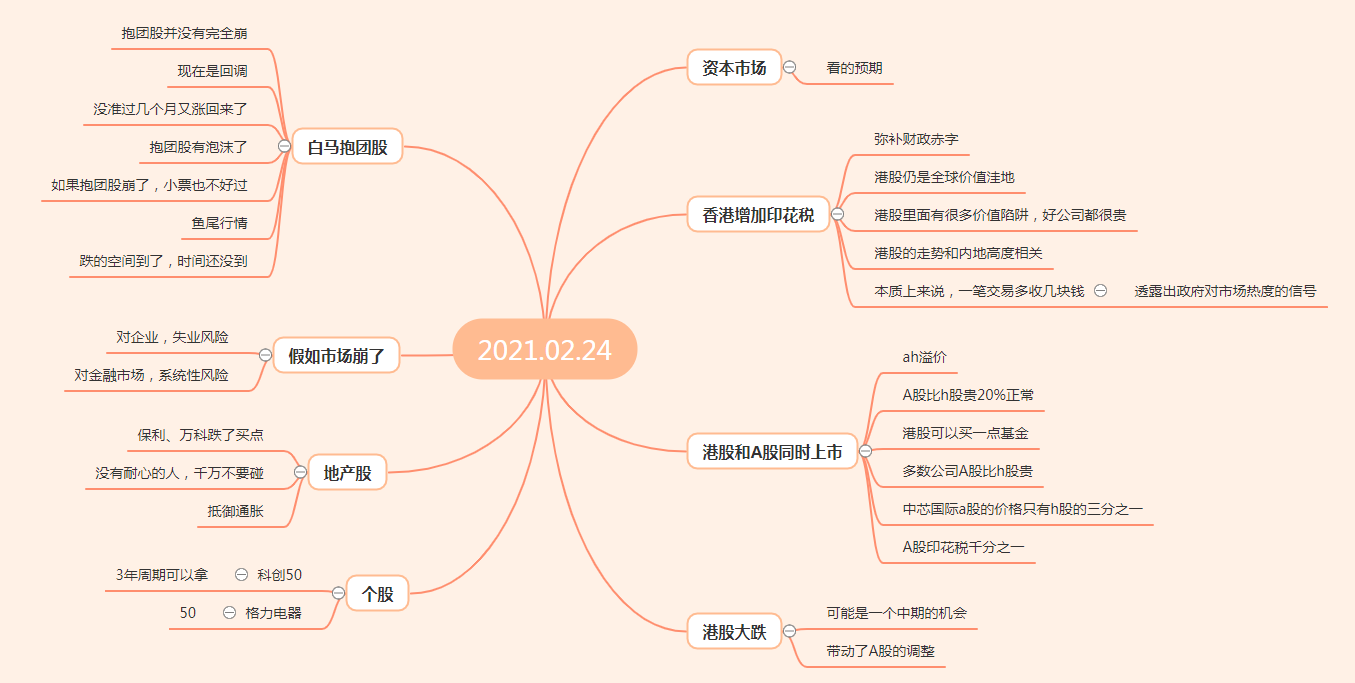 2021.02.24
资本市场
看的预期
香港增加印花税
弥补财政赤字
港股仍是全球价值洼地
港股里面有很多价值陷阱，好公司都很贵
港股的走势和内地高度相关
本质上来说，一笔交易多收几块钱
透露出政府对市场热度的信号
港股和A股同时上市
ah溢价
A股比h股贵20%正常
港股可以买一点基金
多数公司A股比h股贵
中芯国际a股的价格只有h股的三分之一
A股印花税千分之一
港股大跌
可能是一个中期的机会
带动了A股的调整
白马抱团股
抱团股并没有完全崩
现在是回调
没准过几个月又涨回来了
抱团股有泡沫了
如果抱团股崩了，小票也不好过
鱼尾行情
跌的空间到了，时间还没到
假如市场崩了
对企业，失业风险
对金融市场，系统性风险
地产股
保利、万科跌了买点
没有耐心的人，千万不要碰
抵御通胀
个股
科创50
3年周期可以拿
格力电器
50